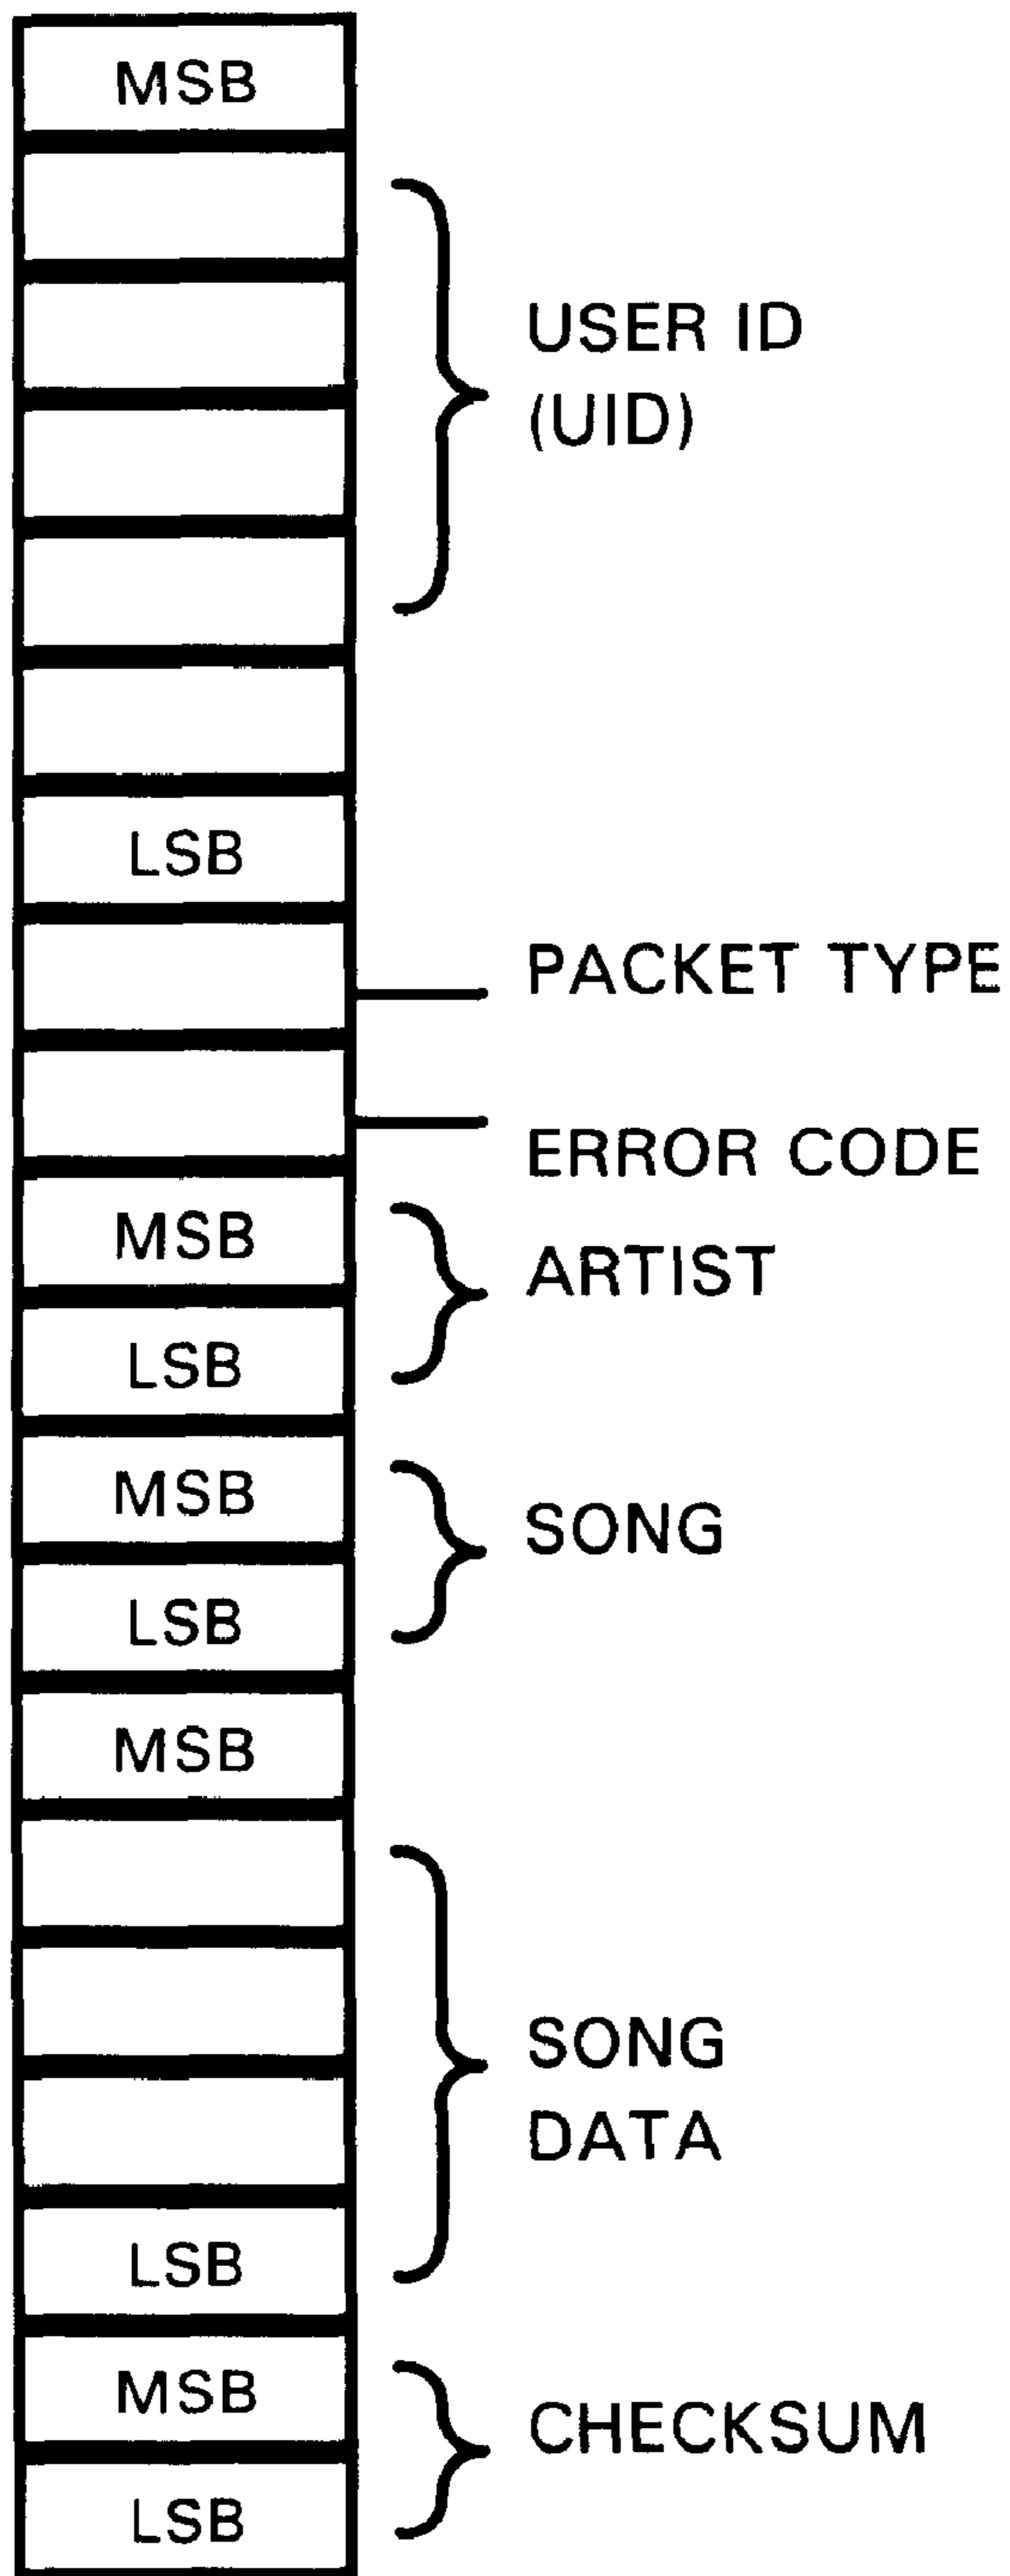 MSB
USER ID
(UID)
LSB
PACKET TYPE
ERROR CODE
MSB
ARTIST
LSB
MSB
SONG
LSB
MSB
SONG
DATA
LSB
MSB
CHECKSUM
LSB